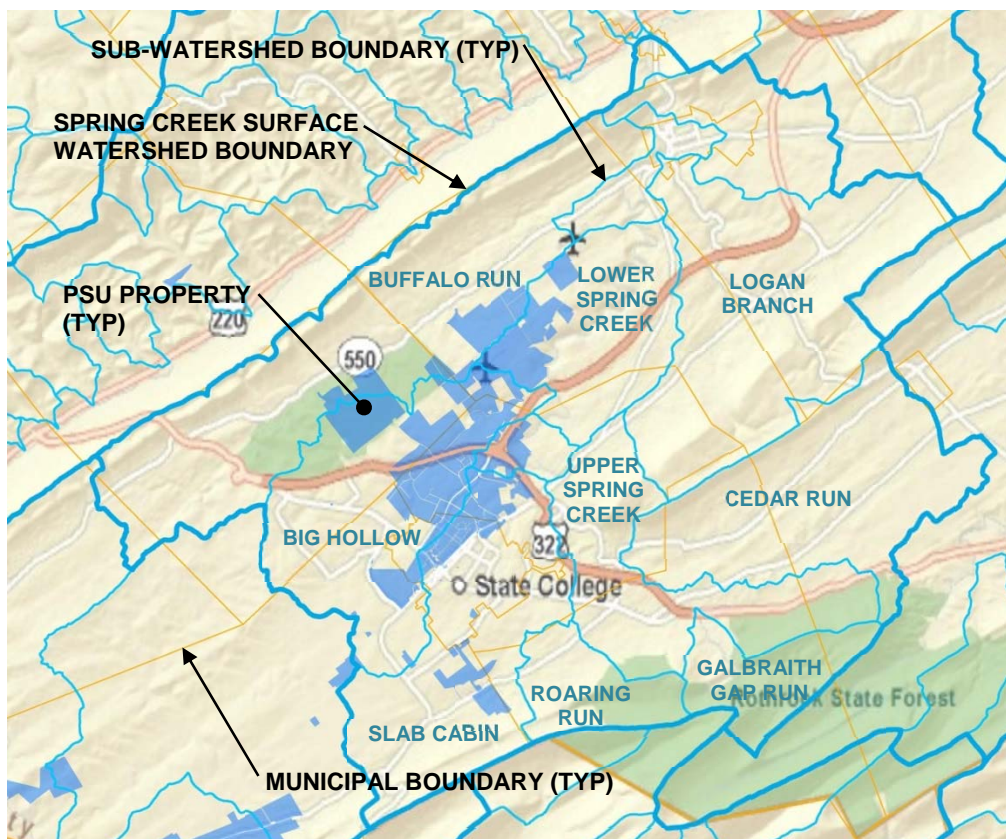 SUB-WATERSHED BOUNDARY (TYP)
SPRING CREEK SURFACE
WATERSHED BOUNDARY
BUFFALO RUN
LOWER
SPRING
CREEK
LOGAN
BRANCH
PSU PROPERTY
(TYP)
220
550
UPPER
SPRING
CREEK
CEDAR RUN
BIG HOLLOW
322
State College
GALBRAITH
GAP RUN
Rothrock State Forest
ROARING
RUN
SLAB CABIN
MUNICIPAL BOUNDARY (TYP)